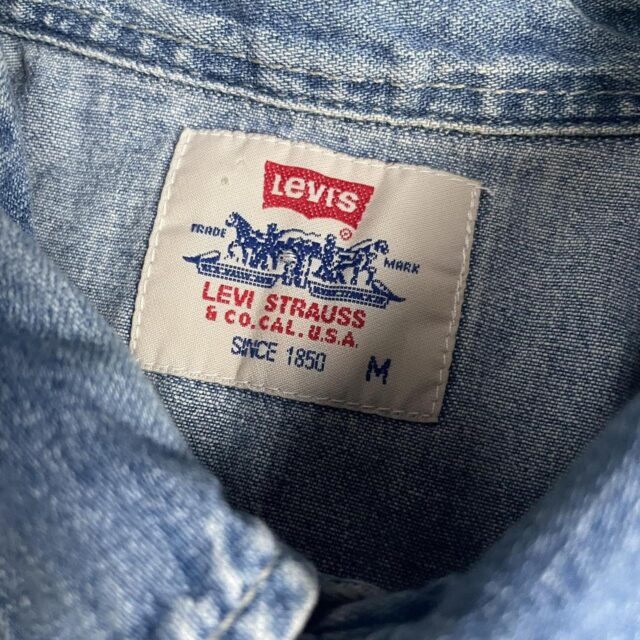 Levi's
®
TRADE MARK
LEVI STRAUSS
& CO. CAL. U.S.A.
SINCE 1850
M